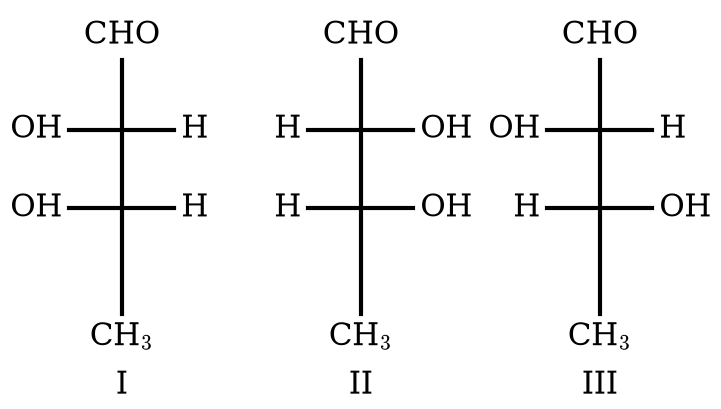 CHO CHO CHO
OH H H OH OH H
OH H H OH H OH
CH₃ CH₃ CH₃
I II III